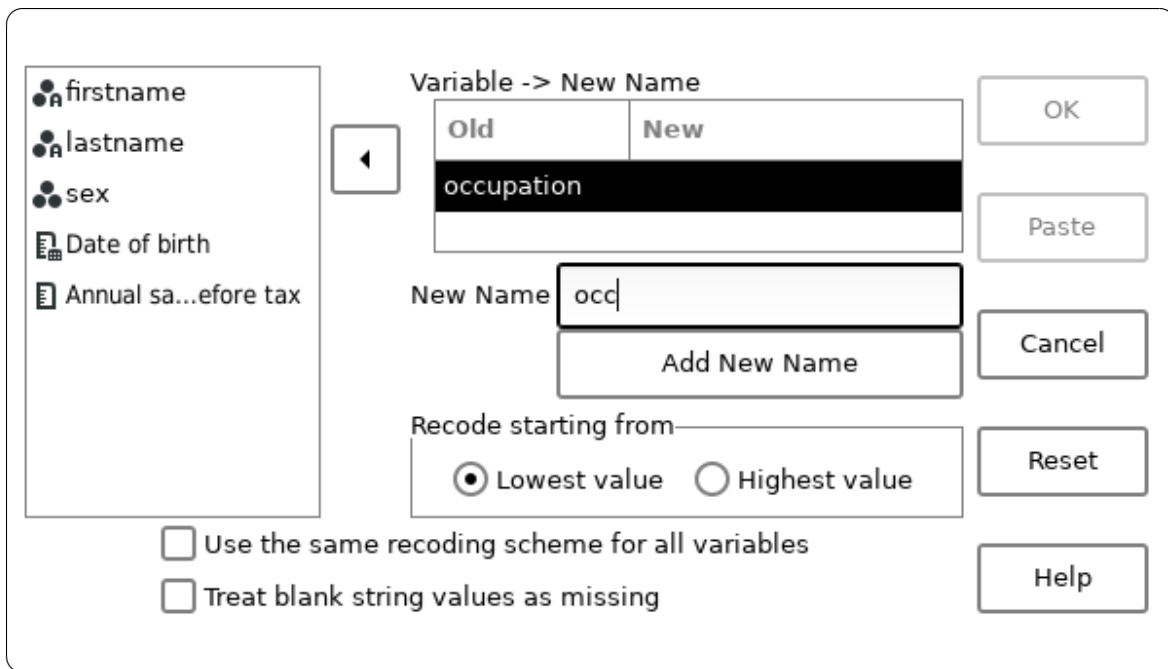 firstname
lastname
sex
Date of birth
Annual sa...efore tax
Variable -> New Name
Old New
occupation
New Name occ
Add New Name
Recode starting from
Lowest value Highest value
Use the same recoding scheme for all variables
Treat blank string values as missing
OK
Paste
Cancel
Reset
Help